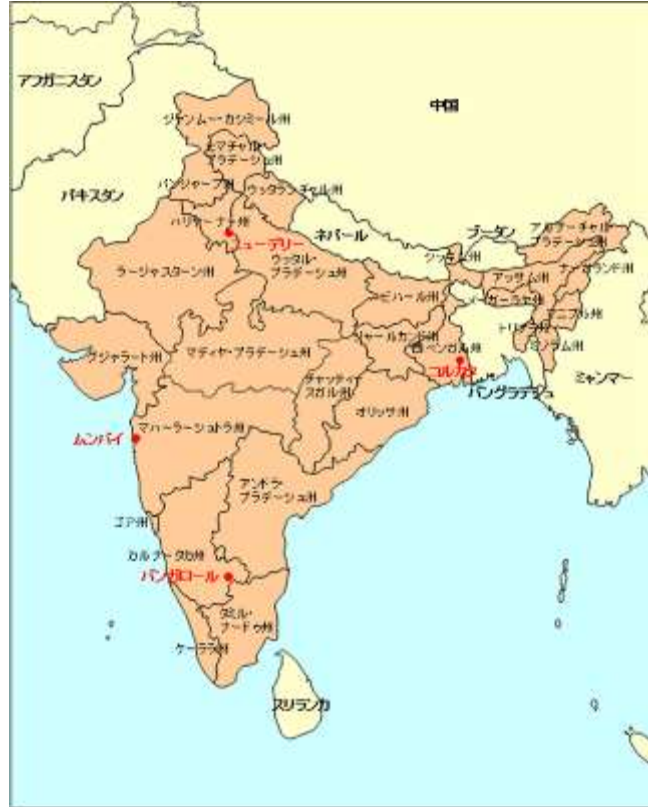 アフガニスタン
中国
ジャンムー・カシミール州
ヒマチャル・
プラデーシュ州
パンジャーブ州
ウッタランチャル州
パキスタン
ハリヤーナー州
ニューデリー
ネパール
ブータン
アルナーチャル・
プラデーシュ州
ラージャスターン州
ウッタル・
プラデーシュ州
シッキム州
アッサム州
ナーガランド州
ビハール州
メーガーラヤ州
マニプル州
トリプラ州
ミゾラム州
グジャラート州
マディヤ・プラデーシュ州
ジャールカンド州
西ベンガル州
コルカタ
チャッティー
スガル州
バングラデシュ
ミャンマー
オリッサ州
ムンバイ
マハーラーシュトラ州
アンドラ・
プラデーシュ州
ゴア州
カルナータカ州
バンガロール
タミル・
ナードゥ州
ケーララ州
スリランカ